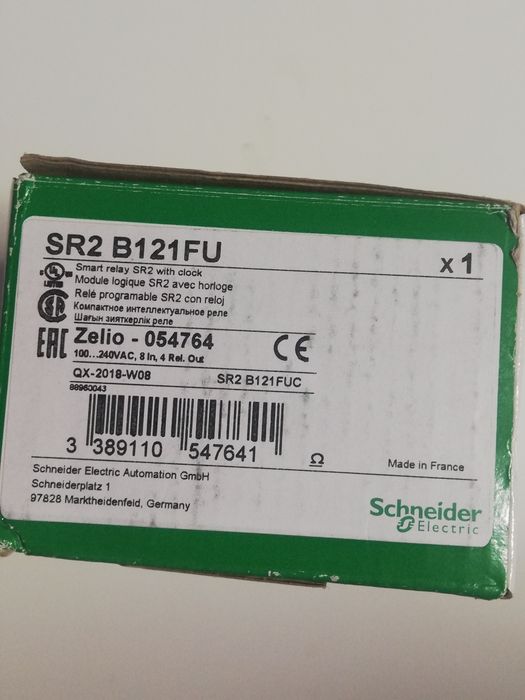 SR2 B121FU
x 1
Smart relay SR2 with clock
Module logique SR2 avec horloge
Relé programable SR2 con reloj
Компактное интеллектуальное реле
Шағын зияткерлік реле
UL
LISTED
EAC
Zelio - 054764
CE
100...240VAC, 8 In, 4 Rel. Out
QX-2018-W08
SR2 B121FUC
88960043
3 389110 547641
Ω
Made in France
Schneider Electric Automation GmbH
Schneiderplatz 1
97828 Marktheidenfeld, Germany
Schneider
Electric